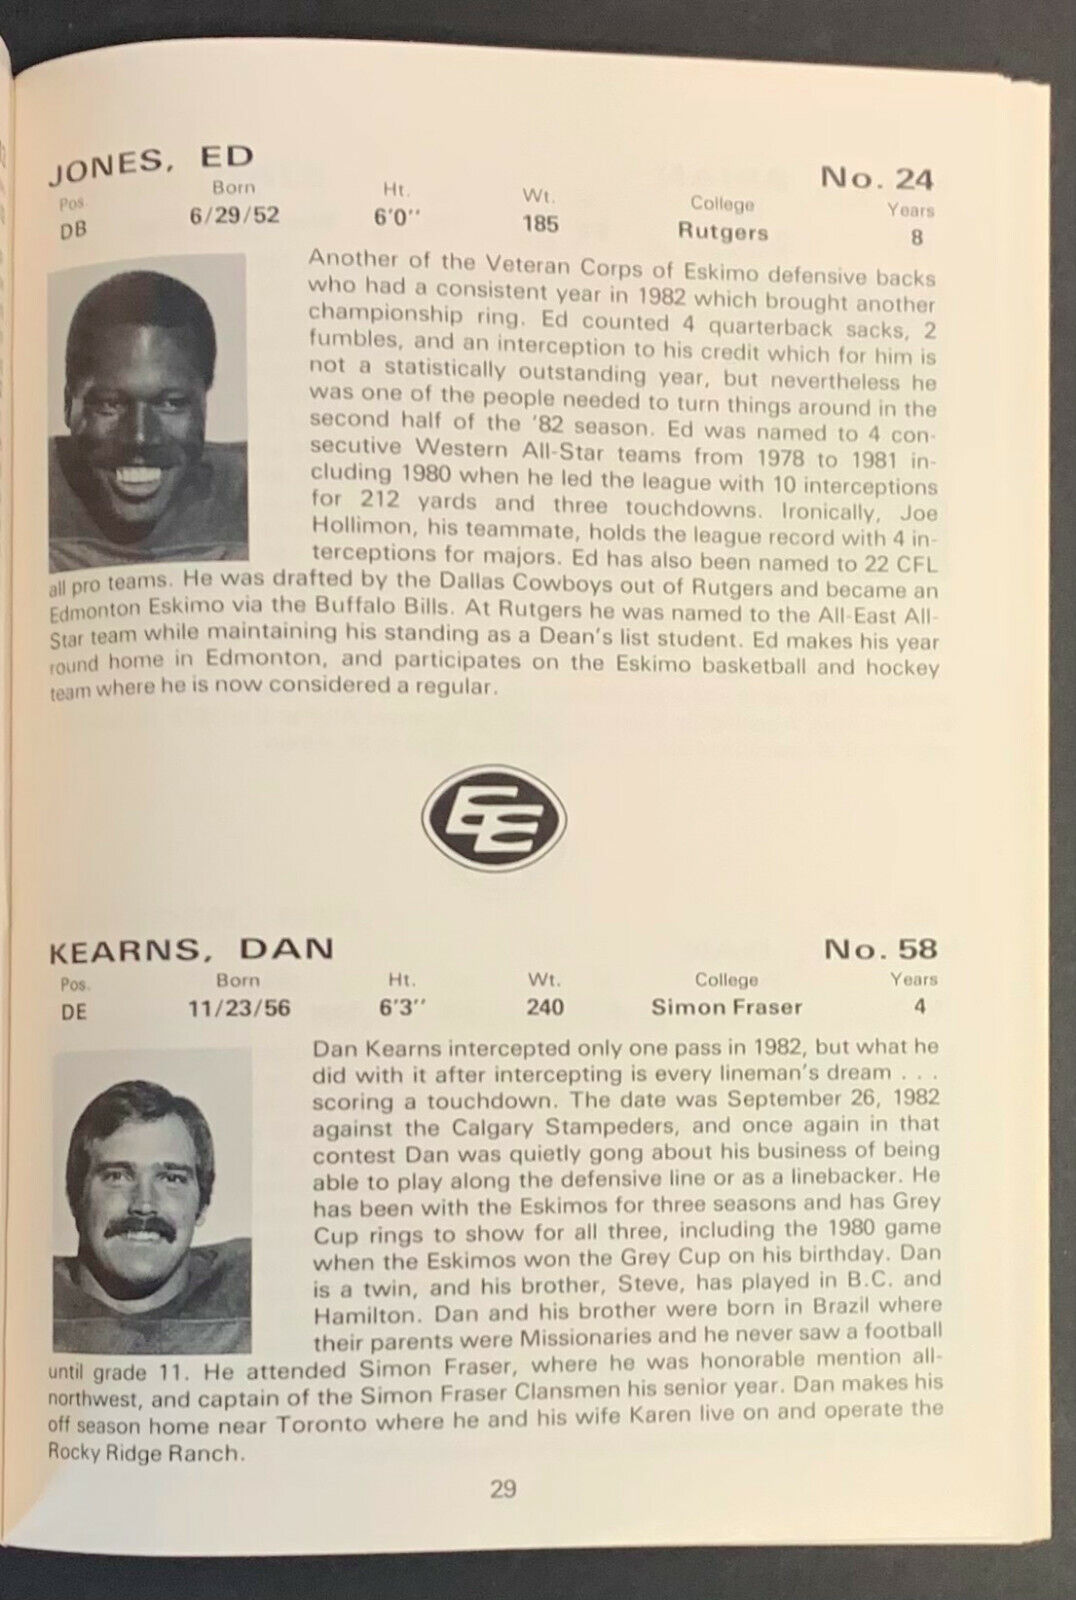 JONES, ED No. 24
Pos. Born Ht. Wt. College Years
DB 6/29/52 6'0'' 185 Rutgers 8
Another of the Veteran Corps of Eskimo defensive backs
who had a consistent year in 1982 which brought another
championship ring. Ed counted 4 quarterback sacks, 2
fumbles, and an interception to his credit which for him is
not a statistically outstanding year, but nevertheless he
was one of the people needed to turn things around in the
second half of the '82 season. Ed was named to 4 con-
secutive Western All-Star teams from 1978 to 1981 in-
cluding 1980 when he led the league with 10 interceptions
for 212 yards and three touchdowns. Ironically, Joe
Hollimon, his teammate, holds the league record with 4 in-
terceptions for majors. Ed has also been named to 22 CFL
all pro teams. He was drafted by the Dallas Cowboys out of Rutgers and became an
Edmonton Eskimo via the Buffalo Bills. At Rutgers he was named to the All-East All-
Star team while maintaining his standing as a Dean's list student. Ed makes his year
round home in Edmonton, and participates on the Eskimo basketball and hockey
team where he is now considered a regular.
EE
KEARNS, DAN No. 58
Pos. Born Ht. Wt. College Years
DE 11/23/56 6'3'' 240 Simon Fraser 4
Dan Kearns intercepted only one pass in 1982, but what he
did with it after intercepting is every lineman's dream . . .
scoring a touchdown. The date was September 26, 1982
against the Calgary Stampeders, and once again in that
contest Dan was quietly gong about his business of being
able to play along the defensive line or as a linebacker. He
has been with the Eskimos for three seasons and has Grey
Cup rings to show for all three, including the 1980 game
when the Eskimos won the Grey Cup on his birthday. Dan
is a twin, and his brother, Steve, has played in B.C. and
Hamilton. Dan and his brother were born in Brazil where
their parents were Missionaries and he never saw a football
until grade 11. He attended Simon Fraser, where he was honorable mention all-
northwest, and captain of the Simon Fraser Clansmen his senior year. Dan makes his
off season home near Toronto where he and his wife Karen live on and operate the
Rocky Ridge Ranch.
29